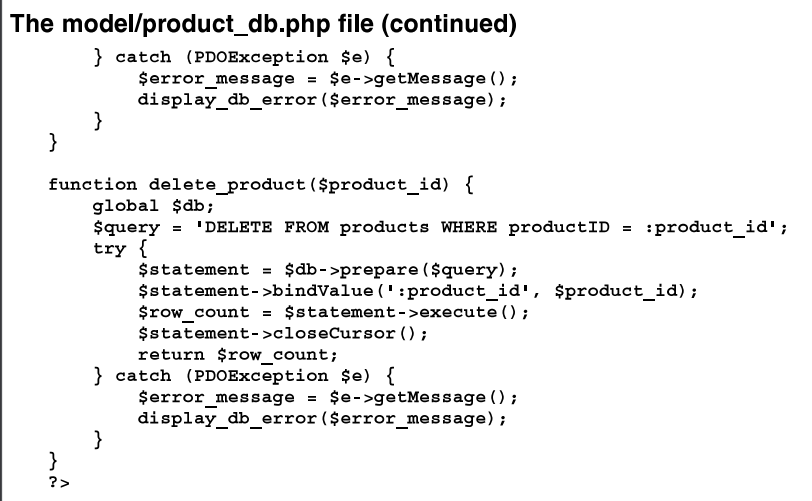 The model/product_db.php file (continued)
        } catch (PDOException $e) {
            $error_message = $e->getMessage();
            display_db_error($error_message);
        }
    }

    function delete_product($product_id) {
        global $db;
        $query = 'DELETE FROM products WHERE productID = :product_id';
        try {
            $statement = $db->prepare($query);
            $statement->bindValue(':product_id', $product_id);
            $row_count = $statement->execute();
            $statement->closeCursor();
            return $row_count;
        } catch (PDOException $e) {
            $error_message = $e->getMessage();
            display_db_error($error_message);
        }
    }
    ?>